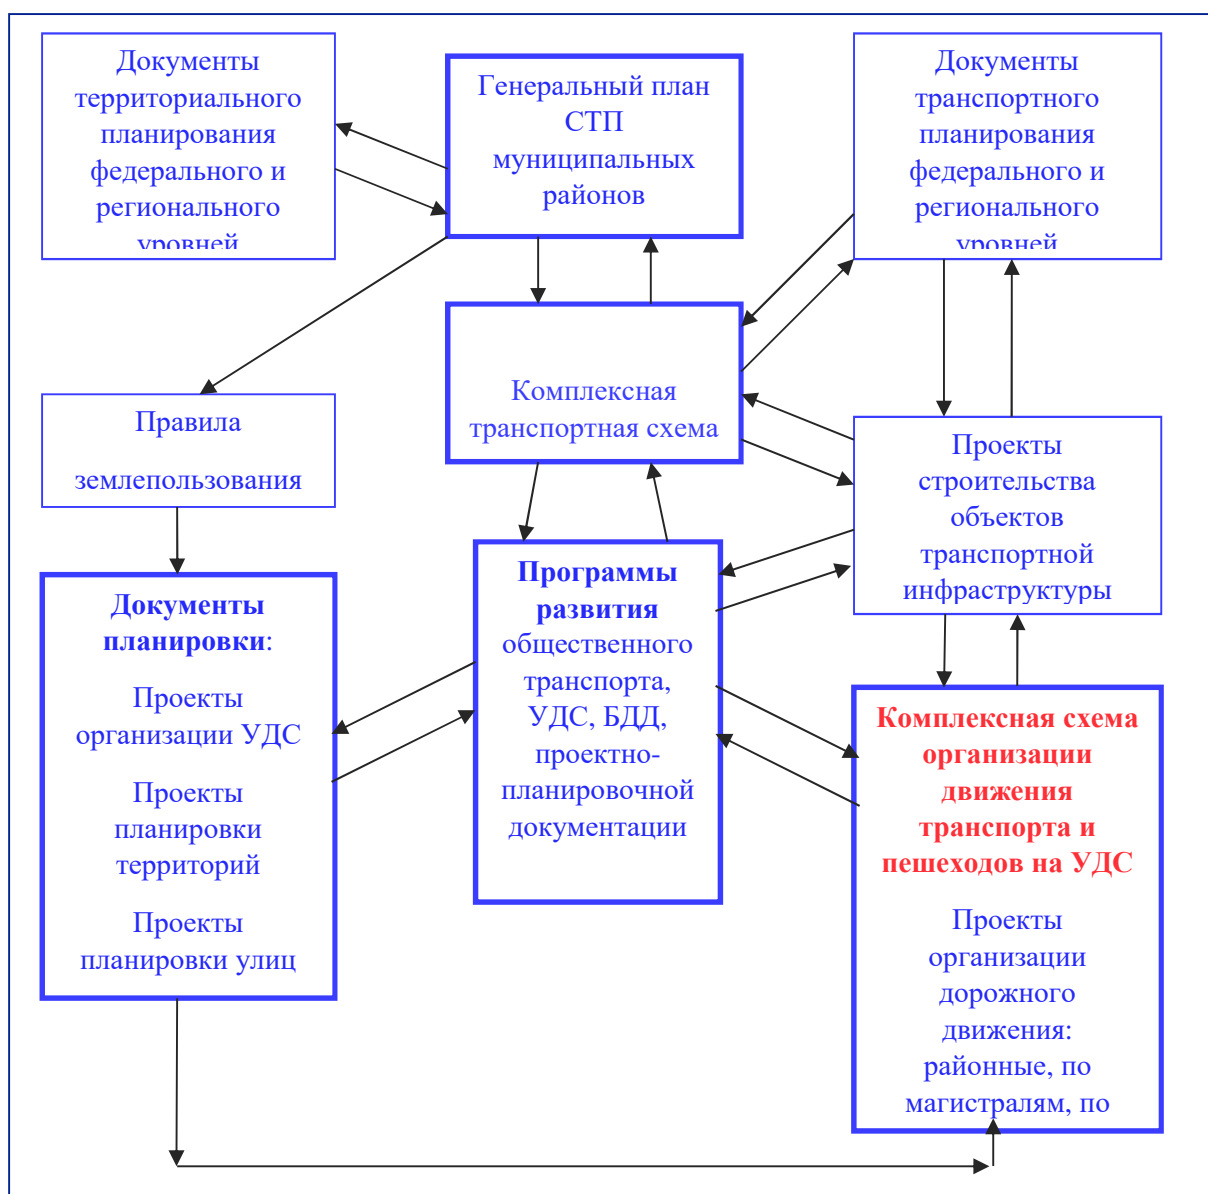 Документы
территориального
планирования
федерального и
регионального
уровней
Генеральный план
СТП
муниципальных
районов
Документы
транспортного
планирования
федерального и
регионального
уровней
Комплексная
транспортная схема
Правила
землепользования
Проекты
строительства
объектов
транспортной
инфраструктуры
Документы
планировки:
Проекты
организации УДС
Проекты
планировки
территорий
Проекты
планировки улиц
Программы
развития
общественного
транспорта,
УДС, БДД,
проектно-
планировочной
документации
Комплексная схема
организации
движения
транспорта и
пешеходов на УДС
Проекты
организации
дорожного
движения:
районные, по
магистралям, по